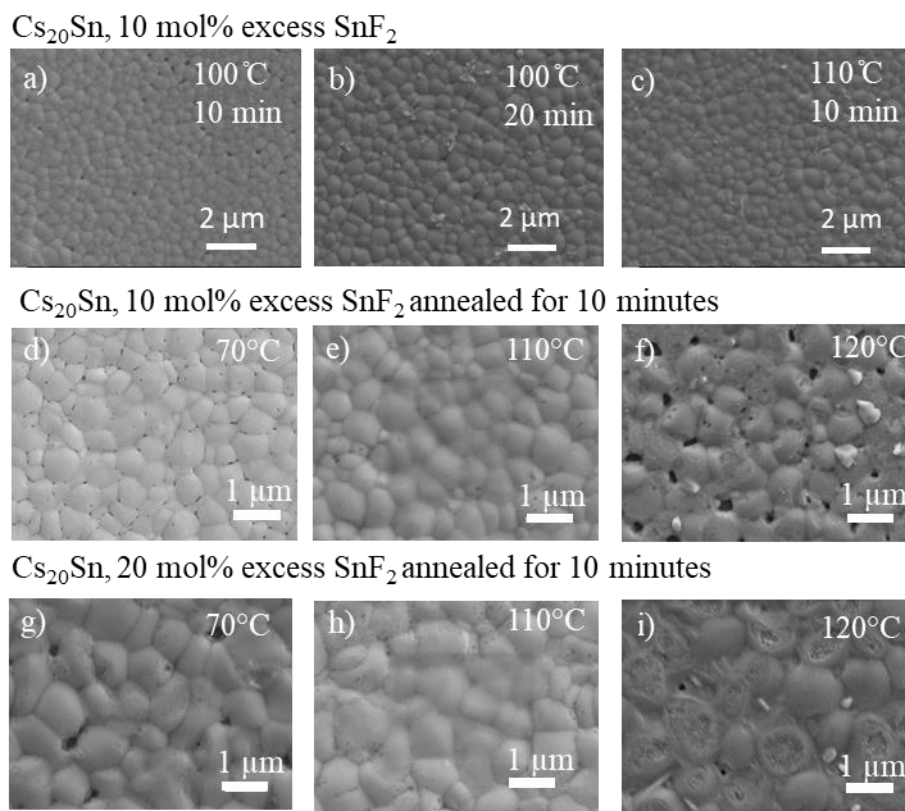 Cs₂₀Sn, 10 mol% excess SnF₂
a) 100℃ 10 min 2 μm
b) 100℃ 20 min 2 μm
c) 110℃ 10 min 2 μm
Cs₂₀Sn, 10 mol% excess SnF₂ annealed for 10 minutes
d) 70°C 1 μm
e) 110°C 1 μm
f) 120°C 1 μm
Cs₂₀Sn, 20 mol% excess SnF₂ annealed for 10 minutes
g) 70°C 1 μm
h) 110°C 1 μm
i) 120°C 1 μm